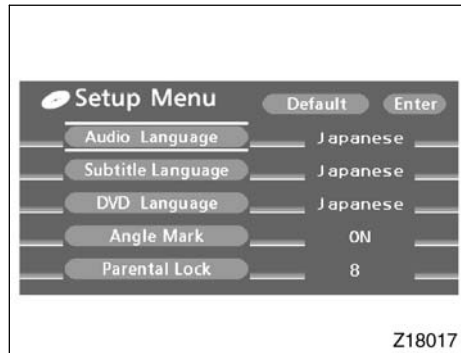 Setup Menu Default Enter
Audio Language Japanese
Subtitle Language Japanese
DVD Language Japanese
Angle Mark ON
Parental Lock 8
Z18017